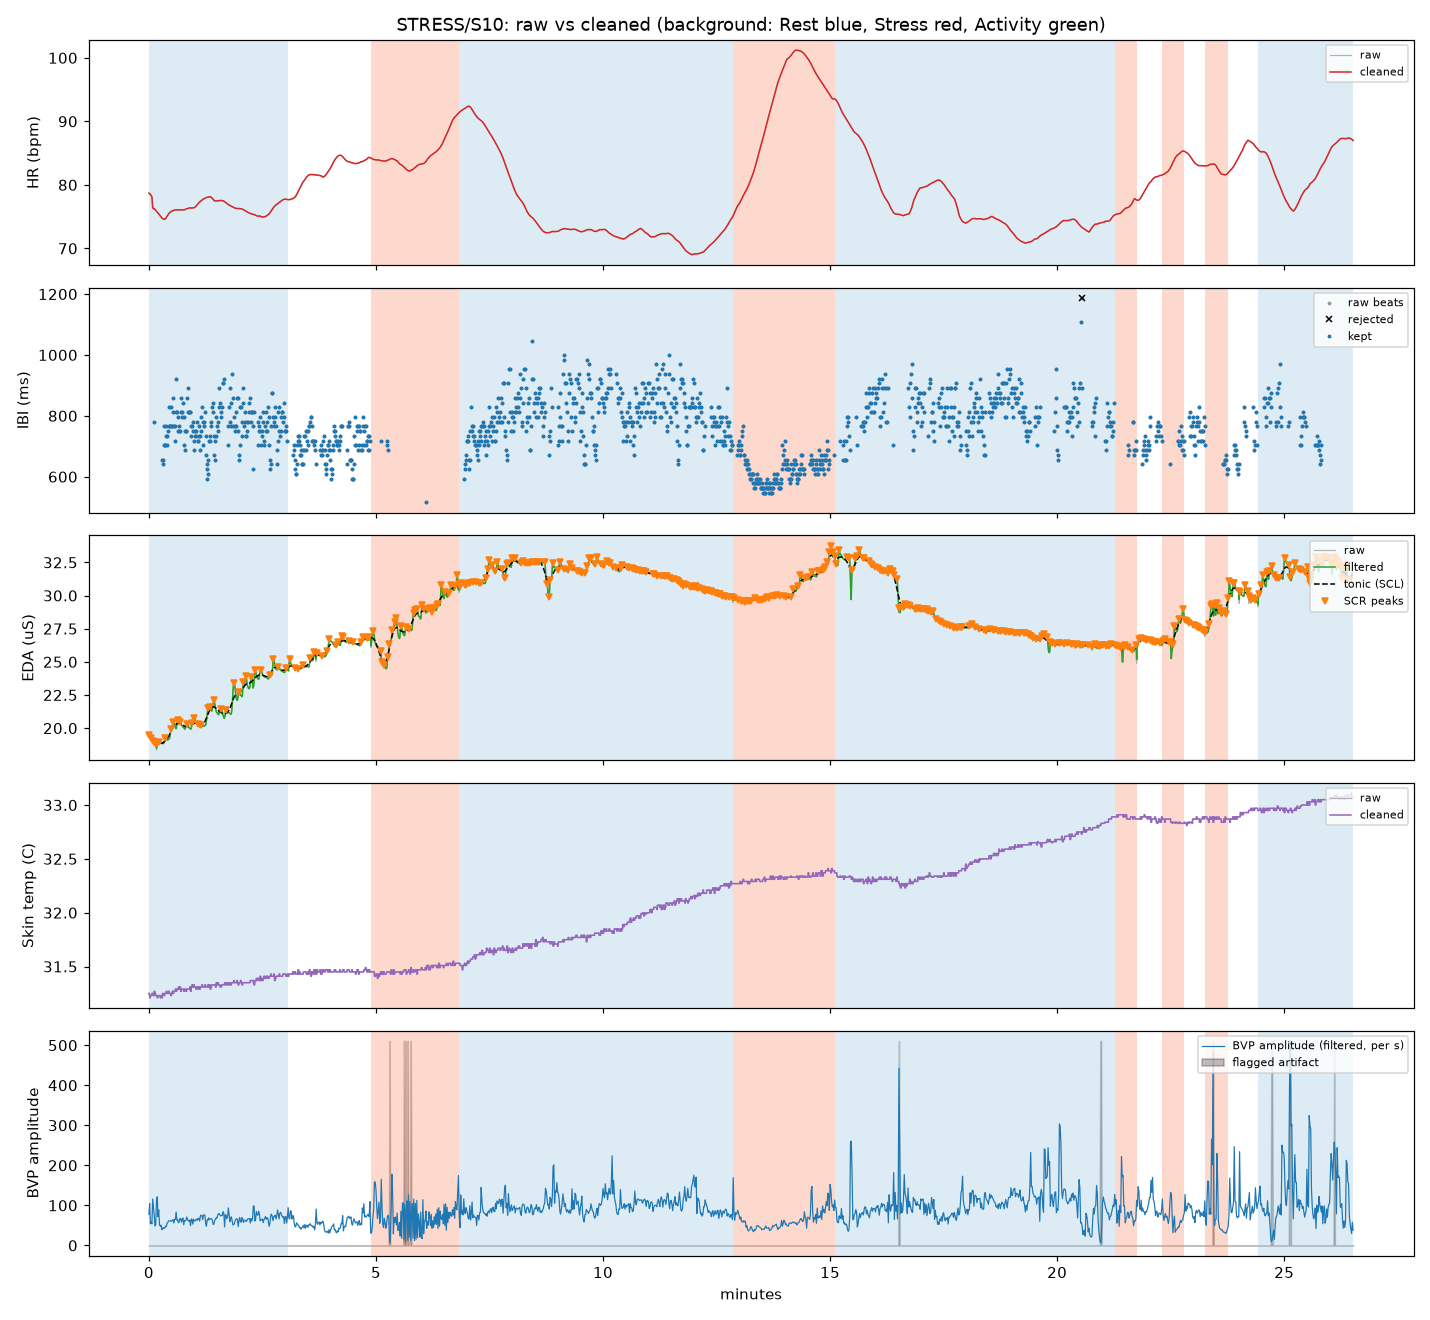 STRESS/S10: raw vs cleaned (background: Rest blue, Stress red, Activity green)
HR (bpm)
100
90
80
70
raw
cleaned
IBI (ms)
1200
1000
800
600
raw beats
rejected
kept
EDA (uS)
32.5
30.0
27.5
25.0
22.5
20.0
raw
filtered
tonic (SCL)
SCR peaks
Skin temp (C)
33.0
32.5
32.0
31.5
raw
cleaned
BVP amplitude
500
400
300
200
100
0
BVP amplitude (filtered, per s)
flagged artifact
0 5 10 15 20 25
minutes